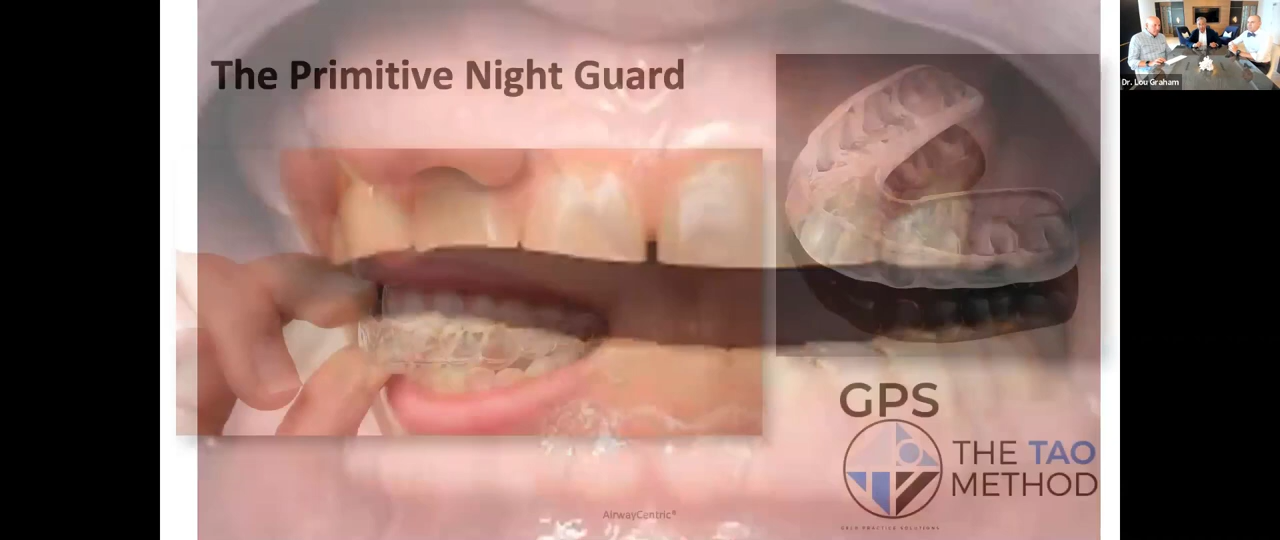 The Primitive Night Guard
Dr. Lou Graham
GPS
THE TAO
METHOD
AirwayCentric®